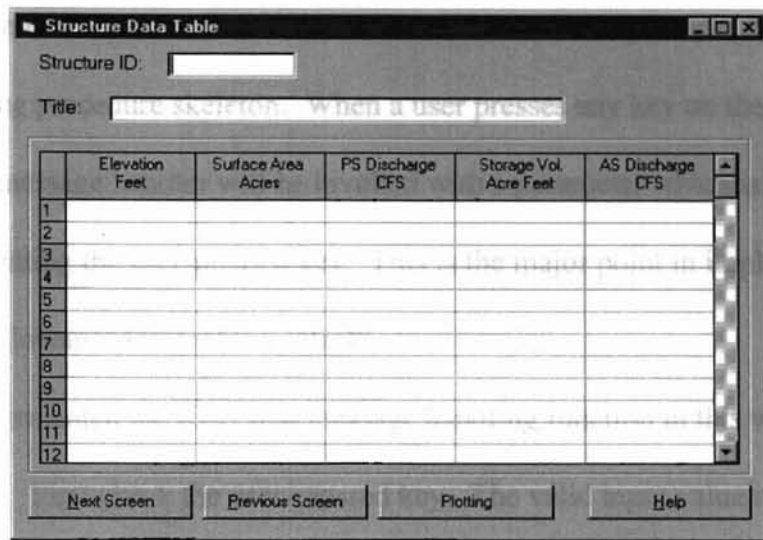 Structure Data Table
Structure ID:
Title:
Elevation Feet Surface Area Acres PS Discharge CFS Storage Vol. Acre Feet AS Discharge CFS
1
2
3
4
5
6
7
8
9
10
11
12
Next Screen Previous Screen Plotting Help